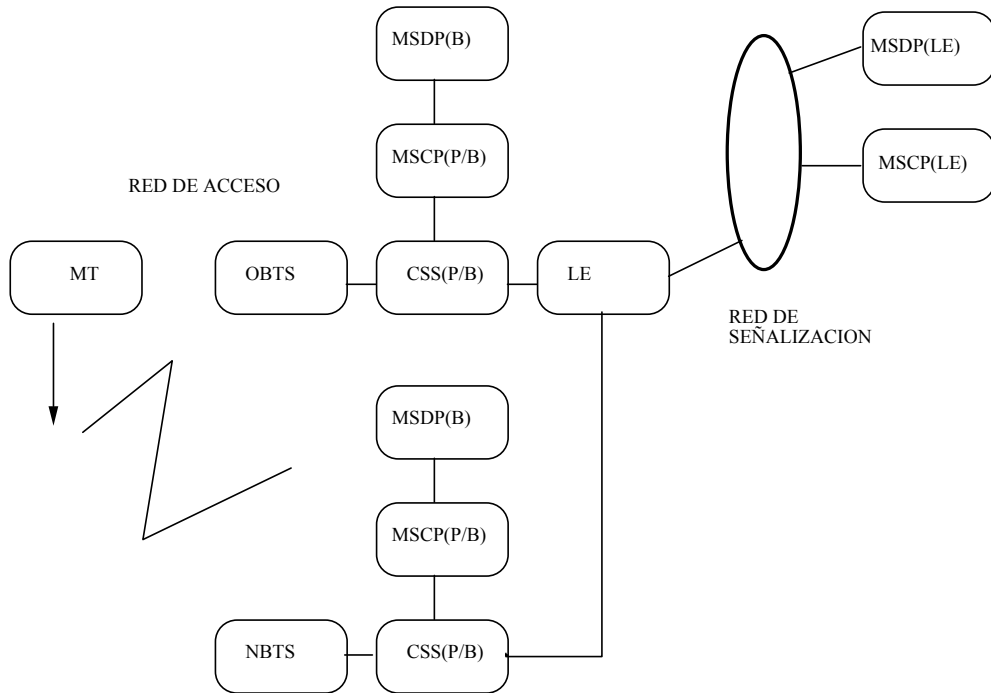 MSDP(B)
MSDP(LE)
MSCP(P/B)
MSCP(LE)
RED DE ACCESO
MT
OBTS
CSS(P/B)
LE
RED DE
SEÑALIZACION
MSDP(B)
MSCP(P/B)
NBTS
CSS(P/B)